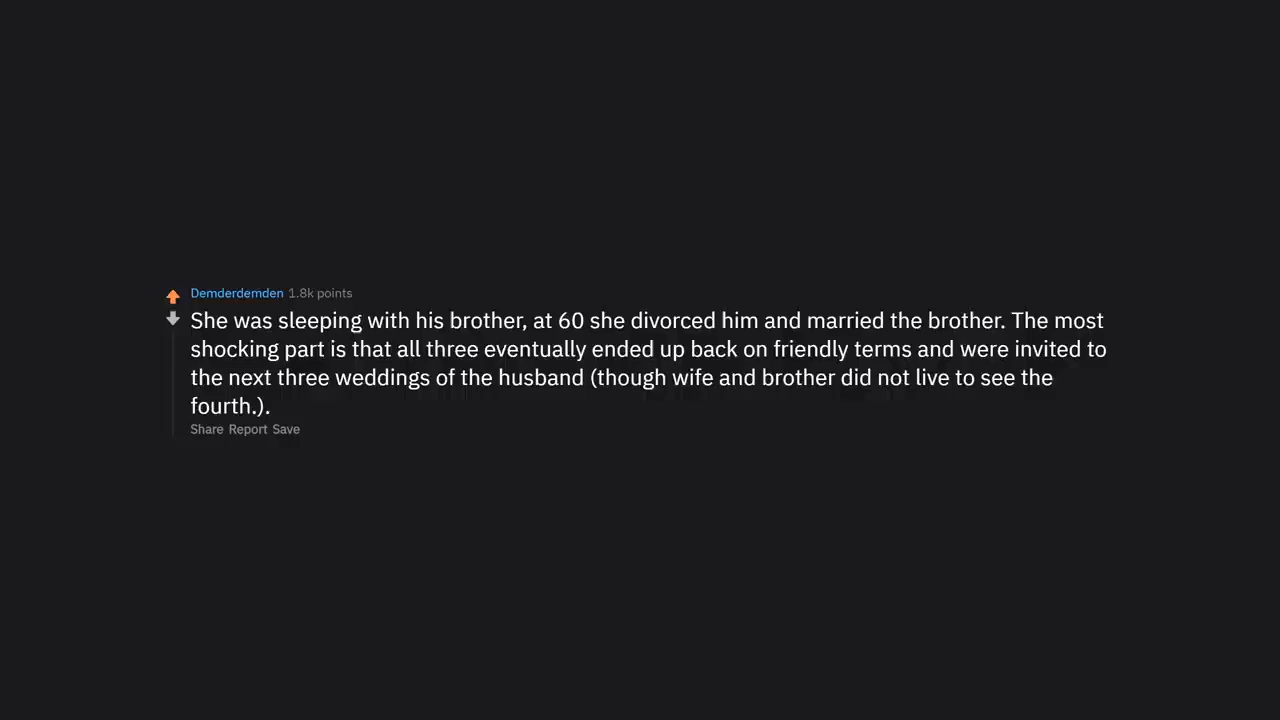 Demderdemden 1.8k points
She was sleeping with his brother, at 60 she divorced him and married the brother. The most
shocking part is that all three eventually ended up back on friendly terms and were invited to
the next three weddings of the husband (though wife and brother did not live to see the
fourth.).
Share Report Save